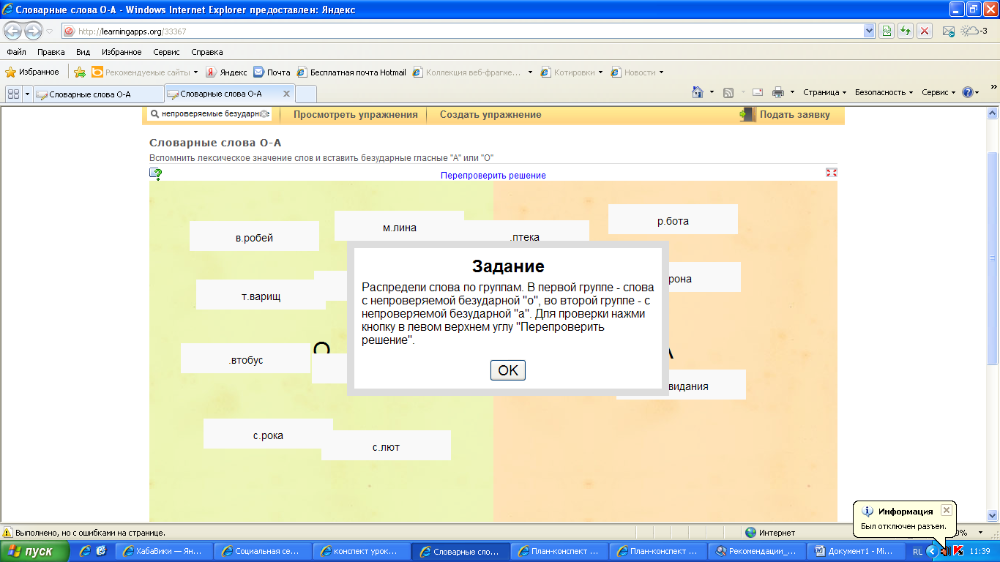 Словарные слова О-А - Windows Internet Explorer предоставлен: Яндекс
http://learningapps.org/33367
-3
Файл Правка Вид Избранное Сервис Справка
Избранное Рекомендуемые сайты Яндекс Почта Бесплатная почта Hotmail Коллекция веб-фрагме... Котировки Новости
Словарные слова О-А Словарные слова О-А Страница Безопасность Сервис
непроверяемые безударные Просмотреть упражнения Создать упражнение Подать заявку
Словарные слова О-А
Вспомнить лексическое значение слов и вставить безударные гласные "А" или "О"
Перепроверить решение
р.бота
м.лина
в.робей
.птека
Задание
рона
Распредели слова по группам. В первой группе - слова
с непроверяемой безударной "о", во второй группе - с
непроверяемой безударной "а". Для проверки нажми
кнопку в левом верхнем углу "Перепроверить
решение".
т.варищ
О
А
.втобус
OK
видания
с.рока
с.лют
Информация
Был отключен разъем.
Выполнено, но с ошибками на странице. Интернет 0%
пуск ХабаВики — Ян... Социальная се... конспект урок... Словарные сло... План-конспект ... План-конспект ... Рекомендации_... Документ1 - Mi... RL 11:39